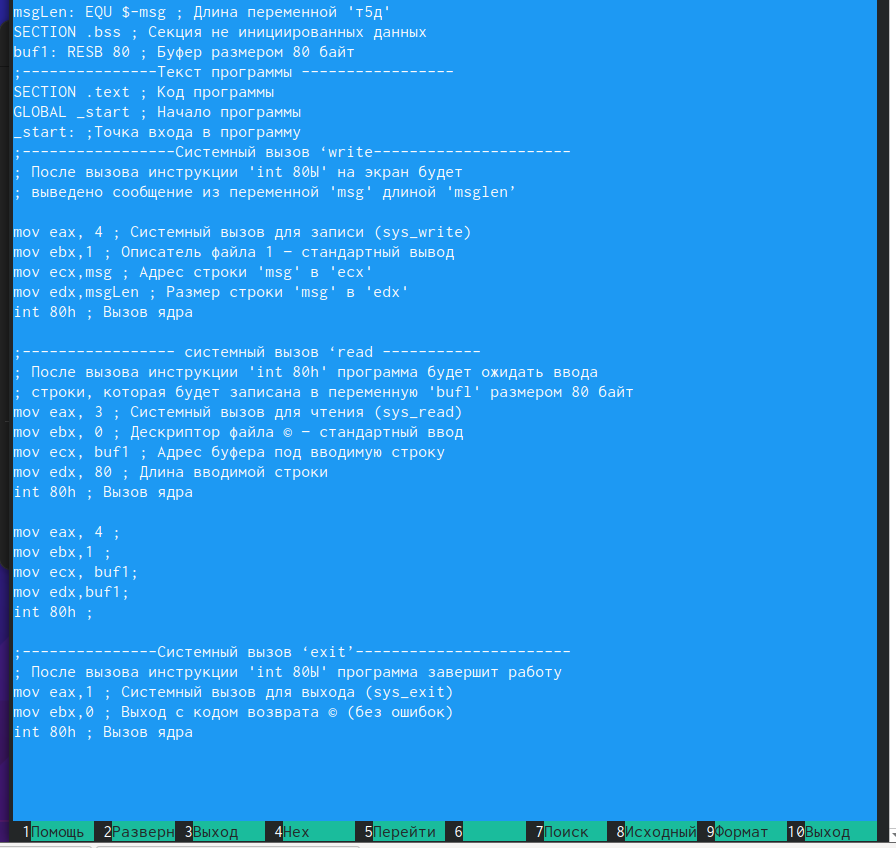 msgLen: EQU $-msg ; Длина переменной 'т5д'
SECTION .bss ; Секция не инициированных данных
buf1: RESB 80 ; Буфер размером 80 байт
;---------------Текст программы -----------------
SECTION .text ; Код программы
GLOBAL _start ; Начало программы
_start: ;Точка входа в программу
;-----------------Системный вызов ‘write----------------------
; После вызова инструкции 'int 80Ы' на экран будет
; выведено сообщение из переменной 'msg' длиной 'msglen’
mov eax, 4 ; Системный вызов для записи (sys_write)
mov ebx,1 ; Описатель файла 1 — стандартный вывод
mov ecx,msg ; Адрес строки 'msg' в 'ecx'
mov edx,msgLen ; Размер строки 'msg' в 'edx'
int 80h ; Вызов ядра
;----------------- системный вызов ‘read -----------
; После вызова инструкции 'int 80h' программа будет ожидать ввода
; строки, которая будет записана в переменную 'bufl' размером 80 байт
mov eax, 3 ; Системный вызов для чтения (sys_read)
mov ebx, 0 ; Дескриптор файла © — стандартный ввод
mov ecx, buf1 ; Адрес буфера под вводимую строку
mov edx, 80 ; Длина вводимой строки
int 80h ; Вызов ядра
mov eax, 4 ;
mov ebx,1 ;
mov ecx, buf1;
mov edx,buf1;
int 80h ;
;---------------Системный вызов ‘exit’------------------------
; После вызова инструкции 'int 80Ы' программа завершит работу
mov eax,1 ; Системный вызов для выхода (sys_exit)
mov ebx,0 ; Выход с кодом возврата © (без ошибок)
int 80h ; Вызов ядра
1Помощь 2Разверн 3Выход 4Hex 5Перейти 6 7Поиск 8Исходный 9Формат 10Выход